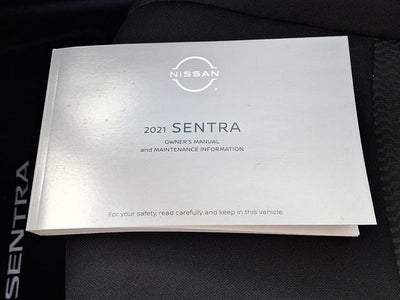 NISSAN
2021 SENTRA
OWNER'S MANUAL
and MAINTENANCE INFORMATION
For your safety, read carefully and keep in this vehicle.
SENTRA